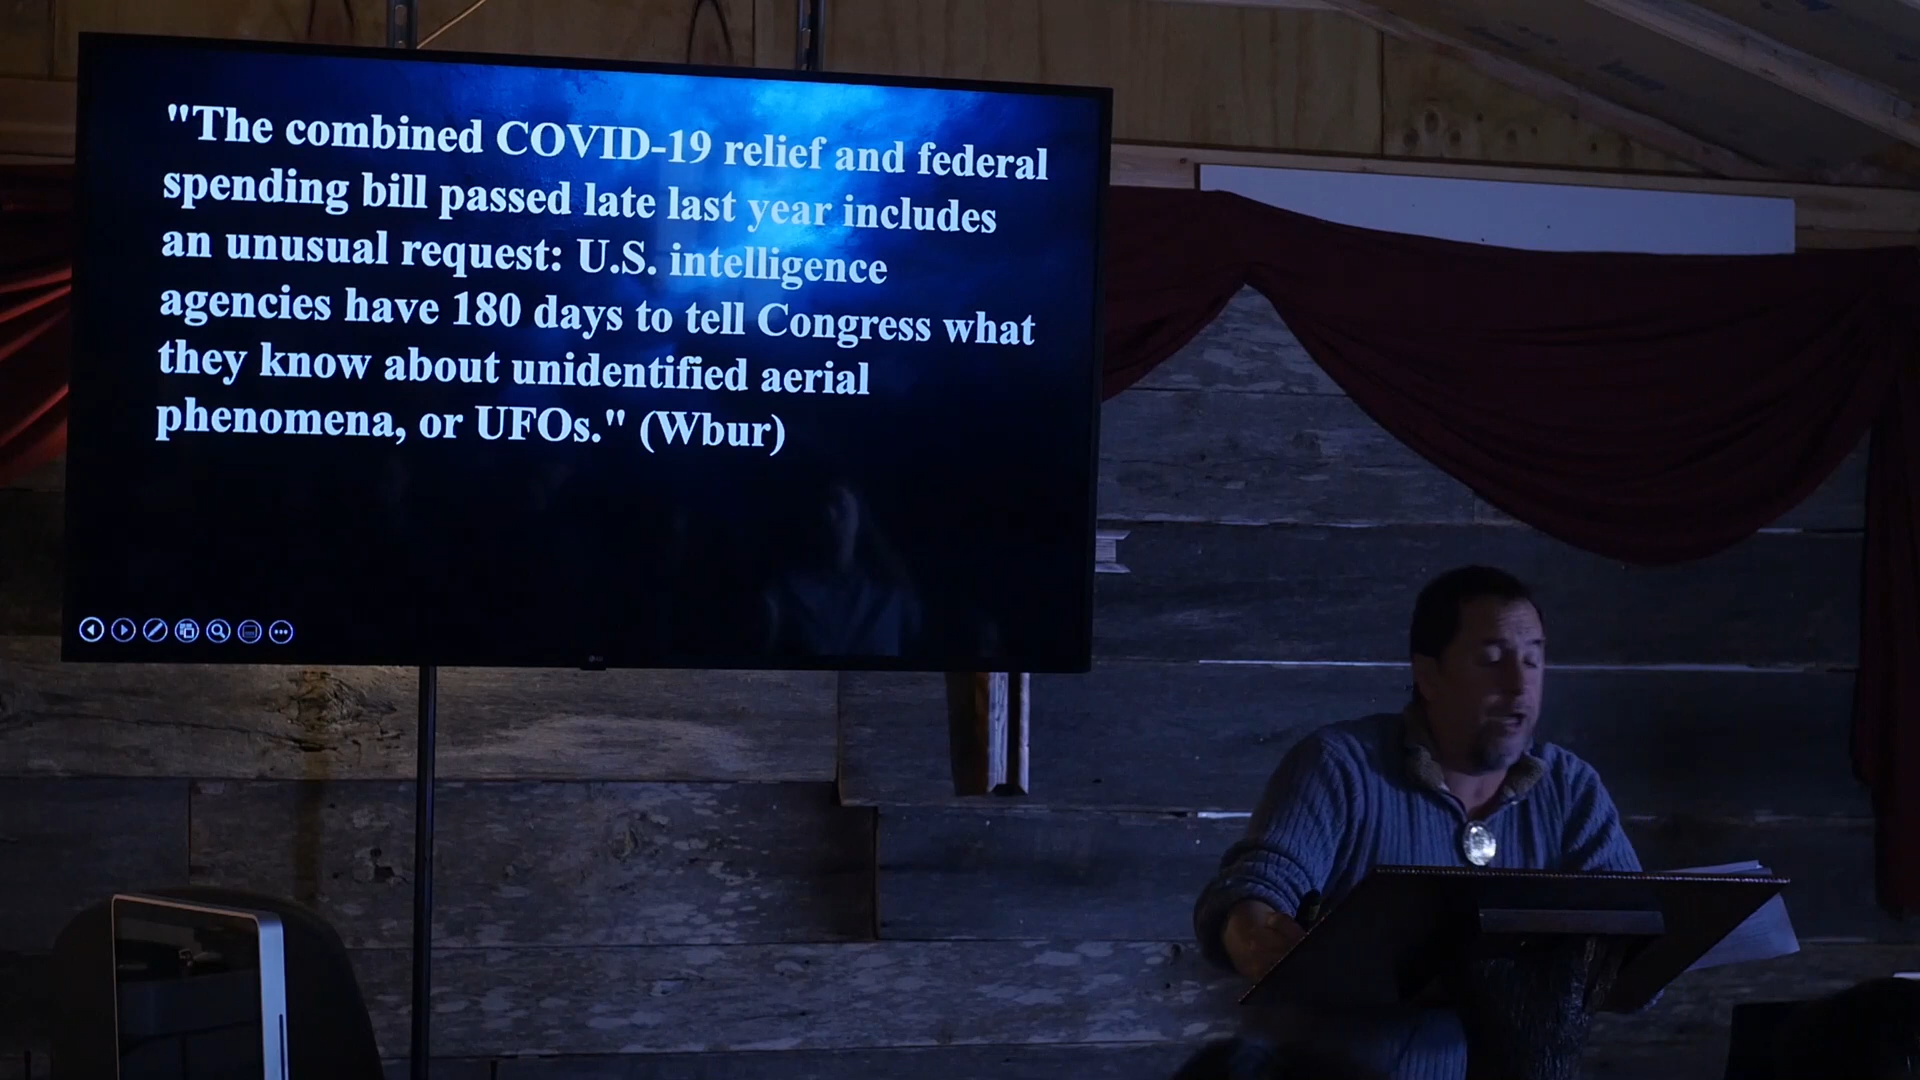 "The combined COVID-19 relief and federal
spending bill passed late last year includes
an unusual request: U.S. intelligence
agencies have 180 days to tell Congress what
they know about unidentified aerial
phenomena, or UFOs." (Wbur)